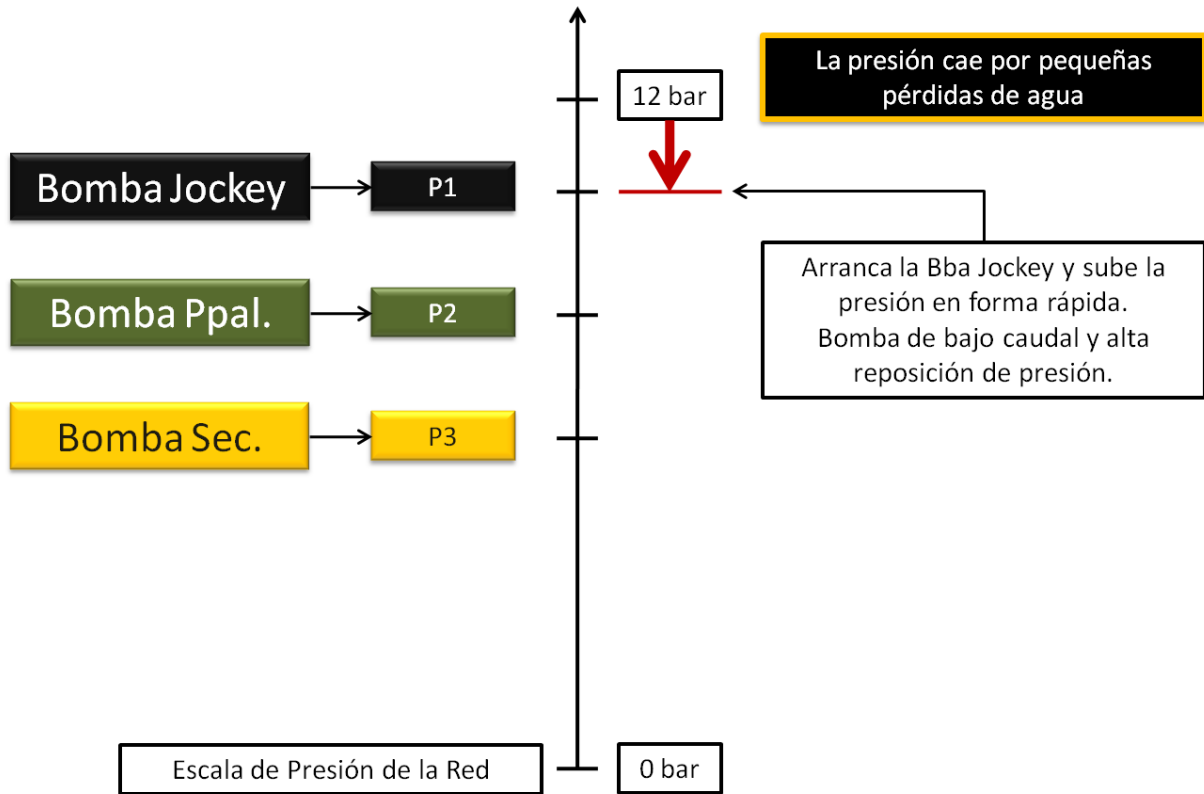 La presión cae por pequeñas
pérdidas de agua
12 bar
Bomba Jockey
P1
Arranca la Bba Jockey y sube la
presión en forma rápida.
Bomba de bajo caudal y alta
reposición de presión.
Bomba Ppal.
P2
Bomba Sec.
P3
Escala de Presión de la Red
0 bar